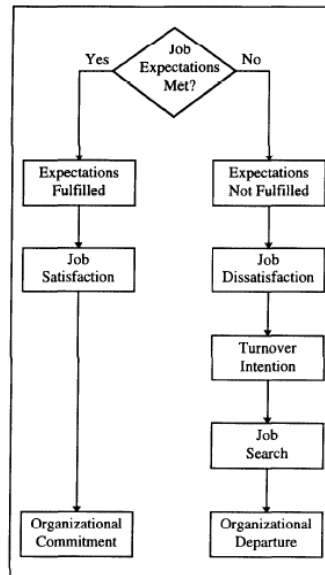 Job
Expectations
Met?
Yes
No
Expectations
Fulfilled
Expectations
Not Fulfilled
Job
Satisfaction
Job
Dissatisfaction
Turnover
Intention
Job
Search
Organizational
Commitment
Organizational
Departure